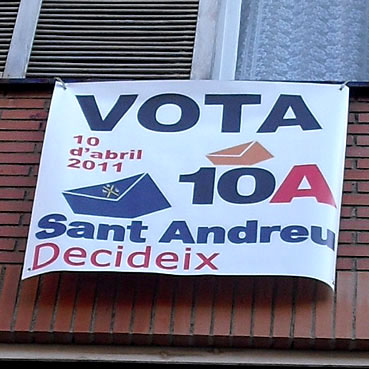 VOTA
10
d'abril
2011
10A
Sant Andreu
Decideix